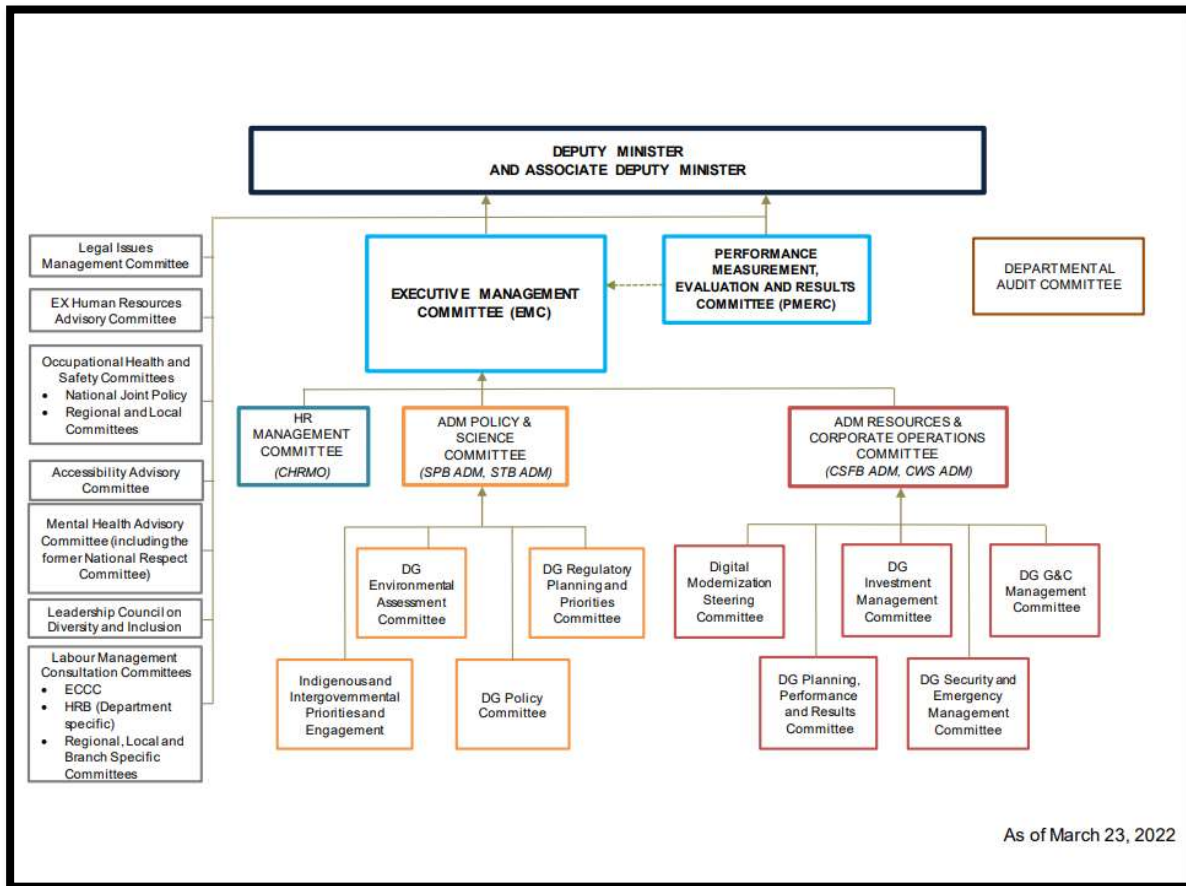 DEPUTY MINISTER
AND ASSOCIATE DEPUTY MINISTER
Legal Issues
Management Committee
EX Human Resources
Advisory Committee
Occupational Health and
Safety Committees
• National Joint Policy
• Regional and Local
Committees
Accessibility Advisory
Committee
Mental Health Advisory
Committee (including the
former National Respect
Committee)
Leadership Council on
Diversity and Inclusion
Labour Management
Consultation Committees
• ECCC
• HRB (Department
specific)
• Regional, Local and
Branch Specific
Committees
EXECUTIVE MANAGEMENT
COMMITTEE (EMC)
PERFORMANCE
MEASUREMENT,
EVALUATION AND RESULTS
COMMITTEE (PMERC)
DEPARTMENTAL
AUDIT COMMITTEE
HR
MANAGEMENT
COMMITTEE
(CHRMO)
ADM POLICY &
SCIENCE
COMMITTEE
(SPB ADM, STB ADM)
ADM RESOURCES &
CORPORATE OPERATIONS
COMMITTEE
(CSFB ADM, CWS ADM)
DG
Environmental
Assessment
Committee
DG Regulatory
Planning and
Priorities
Committee
Digital
Modernization
Steering
Committee
DG
Investment
Management
Committee
DG G&C
Management
Committee
Indigenous and
Intergovernmental
Priorities and
Engagement
DG Policy
Committee
DG Planning,
Performance
and Results
Committee
DG Security and
Emergency
Management
Committee
As of March 23, 2022